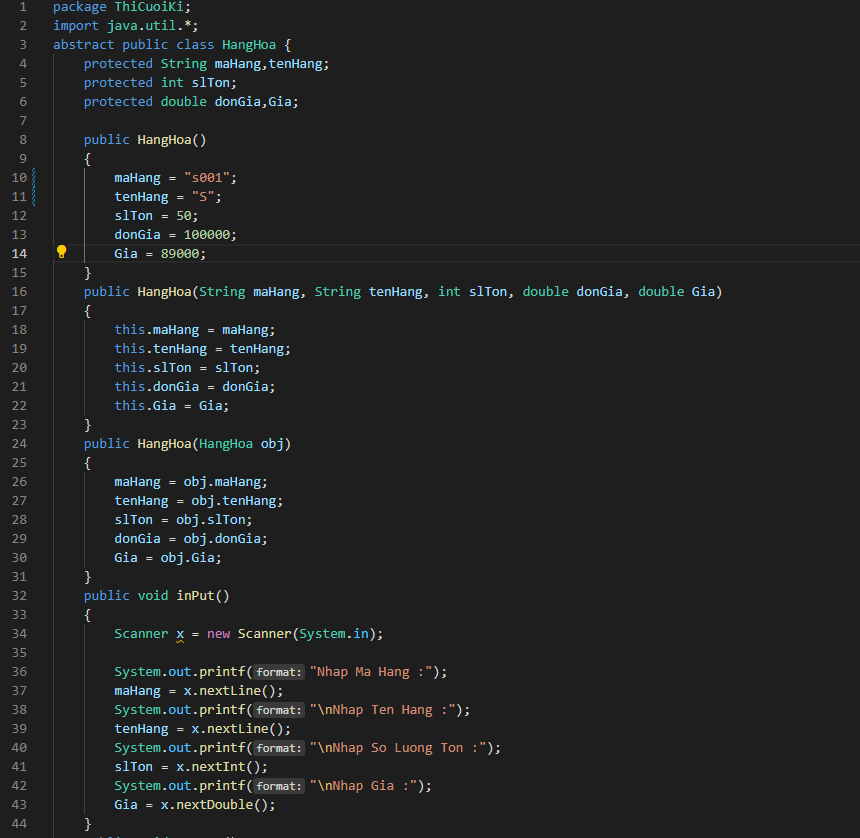 1 package ThiCuoiKi;
2 import java.util.*;
3 abstract public class HangHoa {
4 protected String maHang,tenHang;
5 protected int slTon;
6 protected double donGia,Gia;
7
8 public HangHoa()
9 {
10 maHang = "s001";
11 tenHang = "S";
12 slTon = 50;
13 donGia = 100000;
14 Gia = 89000;
15 }
16 public HangHoa(String maHang, String tenHang, int slTon, double donGia, double Gia)
17 {
18 this.maHang = maHang;
19 this.tenHang = tenHang;
20 this.slTon = slTon;
21 this.donGia = donGia;
22 this.Gia = Gia;
23 }
24 public HangHoa(HangHoa obj)
25 {
26 maHang = obj.maHang;
27 tenHang = obj.tenHang;
28 slTon = obj.slTon;
29 donGia = obj.donGia;
30 Gia = obj.Gia;
31 }
32 public void inPut()
33 {
34 Scanner x = new Scanner(System.in);
35
36 System.out.printf(format: "Nhap Ma Hang :");
37 maHang = x.nextLine();
38 System.out.printf(format: "\nNhap Ten Hang :");
39 tenHang = x.nextLine();
40 System.out.printf(format: "\nNhap So Luong Ton :");
41 slTon = x.nextInt();
42 System.out.printf(format: "\nNhap Gia :");
43 Gia = x.nextDouble();
44 }